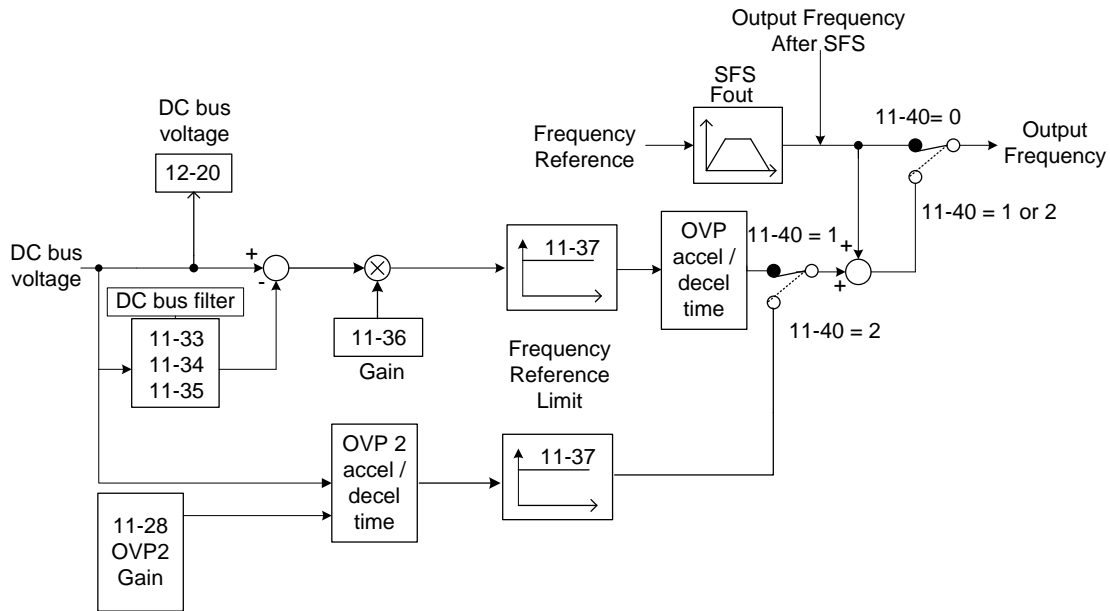 Output Frequency
After SFS
SFS
Fout
11-40= 0
Frequency
Reference
Output
Frequency
DC bus
voltage
12-20
11-40 = 1 or 2
DC bus
voltage
+
-
11-37
OVP
accel /
decel
time
11-40 = 1
+
+
DC bus filter
11-33
11-34
11-35
11-36
Gain
11-40 = 2
Frequency
Reference
Limit
OVP 2
accel /
decel
time
11-37
11-28
OVP2
Gain